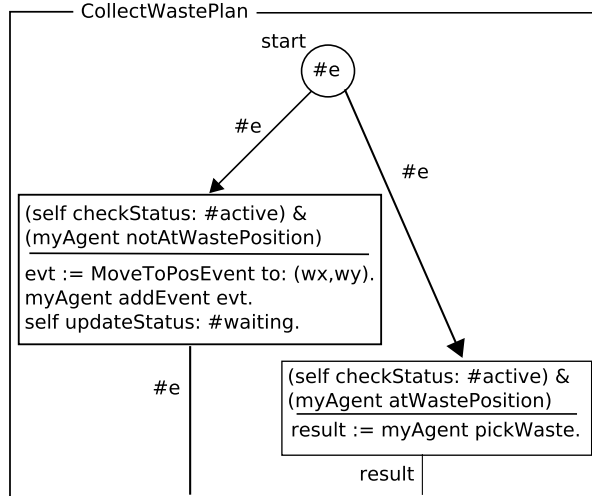 CollectWastePlan
start
#e
#e
#e
(self checkStatus: #active) &
(myAgent notAtWastePosition)
evt := MoveToPosEvent to: (wx,wy).
myAgent addEvent evt.
self updateStatus: #waiting.
#e
(self checkStatus: #active) &
(myAgent atWastePosition)
result := myAgent pickWaste.
result